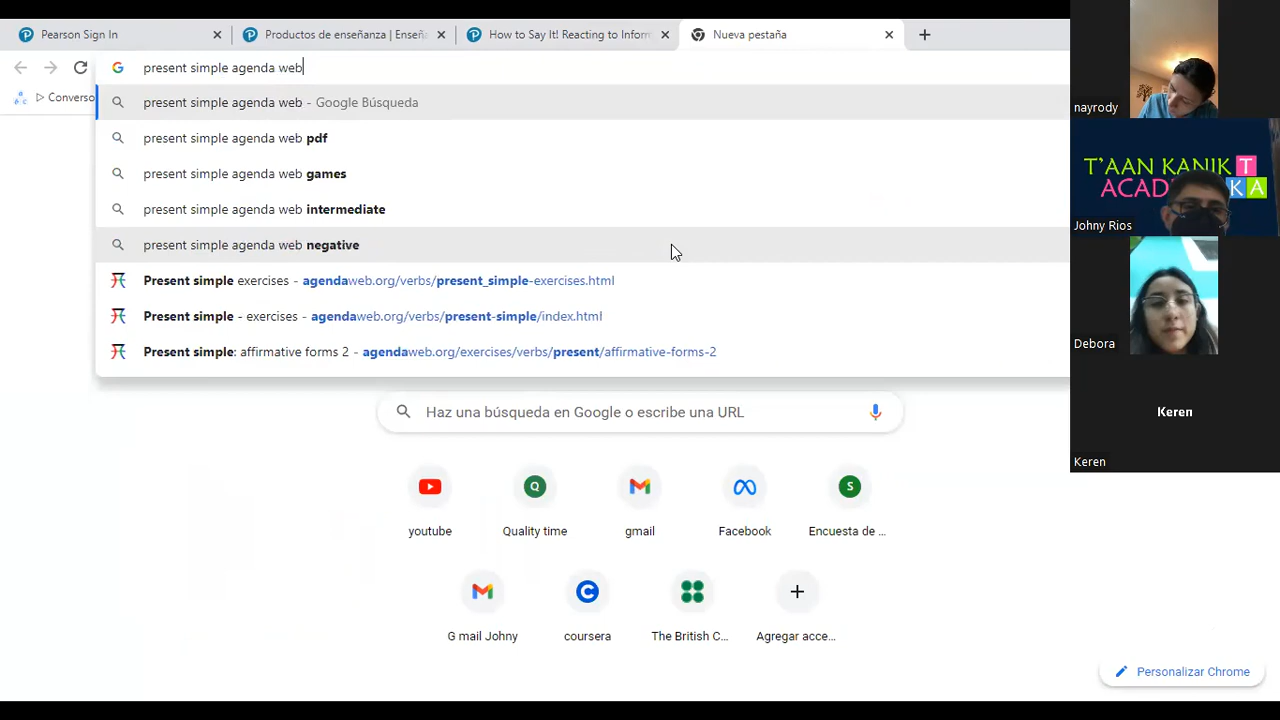 Pearson Sign In
Productos de enseñanza | Enseñ
How to Say It! Reacting to Inform
Nueva pestaña
present simple agenda web
Converso
present simple agenda web - Google Búsqueda
present simple agenda web pdf
present simple agenda web games
present simple agenda web intermediate
present simple agenda web negative
Present simple exercises - agendaweb.org/verbs/present_simple-exercises.html
Present simple - exercises - agendaweb.org/verbs/present-simple/index.html
Present simple: affirmative forms 2 - agendaweb.org/exercises/verbs/present/affirmative-forms-2
Haz una búsqueda en Google o escribe una URL
youtube
Quality time
gmail
Facebook
Encuesta de ...
Q
S
G mail Johny
coursera
The British C...
Agregar acce...
Personalizar Chrome
nayrody
T'AAN KANIK T
ACAD KA
Johny Rios
Debora
Keren
Keren